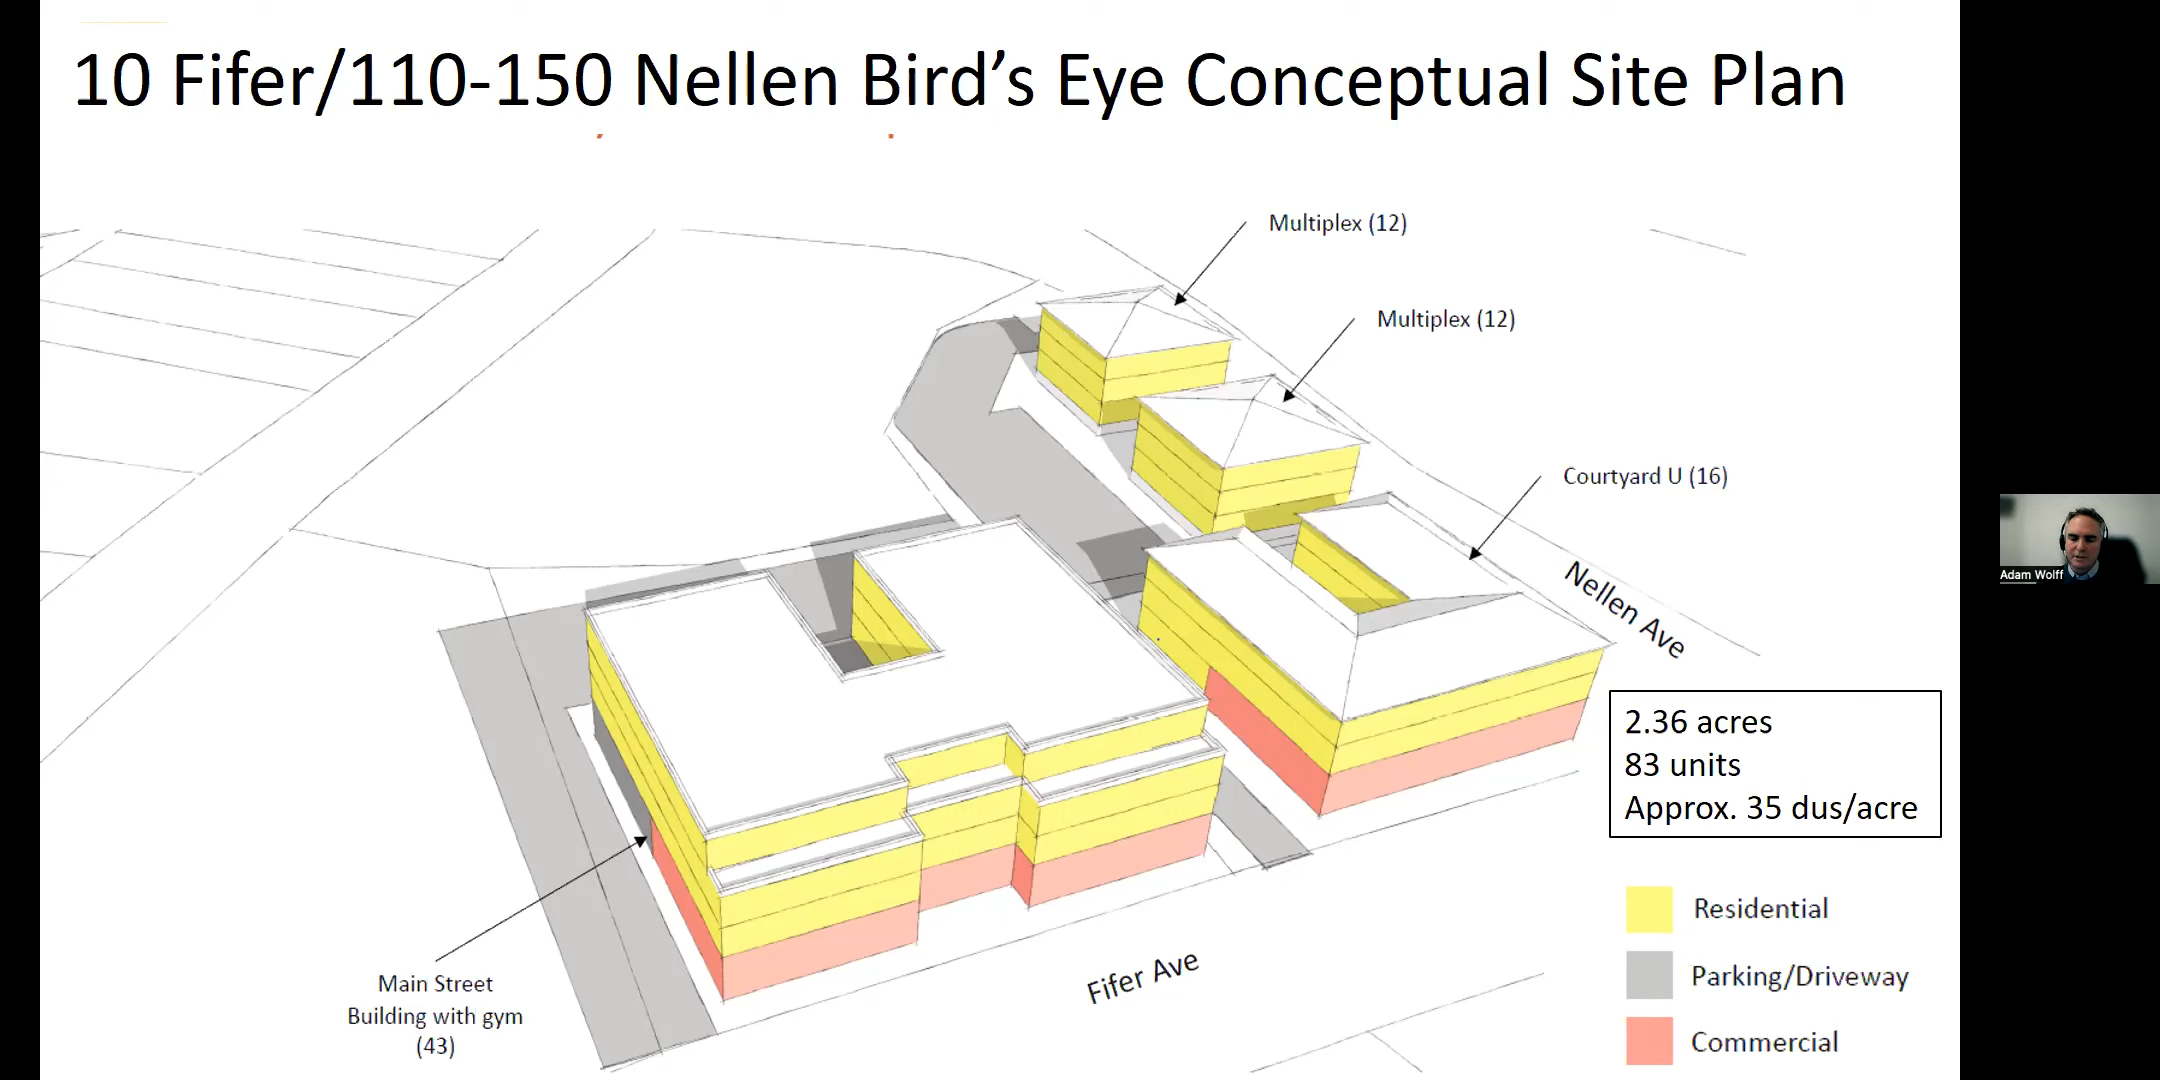 10 Fifer/110-150 Nellen Bird’s Eye Conceptual Site Plan
Multiplex (12)
Multiplex (12)
Courtyard U (16)
Nellen Ave
Adam Wolff
2.36 acres
83 units
Approx. 35 dus/acre
Residential
Parking/Driveway
Commercial
Fifer Ave
Main Street
Building with gym
(43)